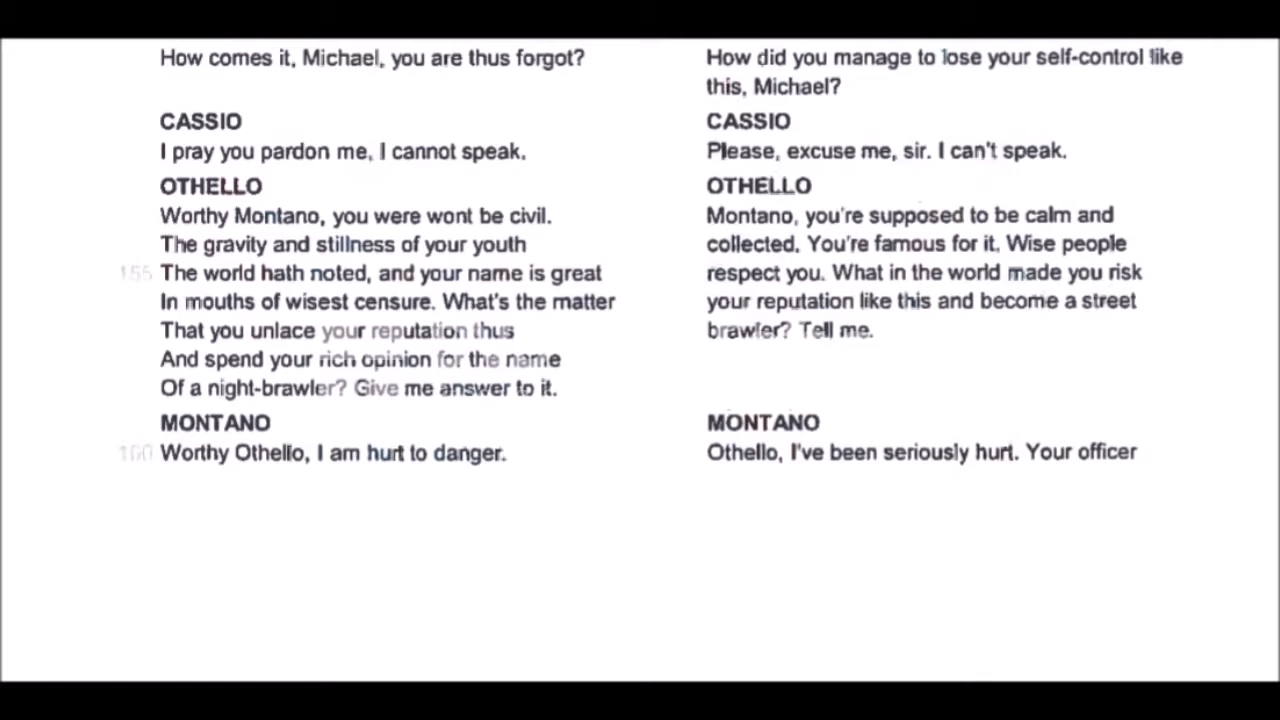 How comes it, Michael, you are thus forgot?
CASSIO
I pray you pardon me, I cannot speak.
OTHELLO
Worthy Montano, you were wont be civil.
The gravity and stillness of your youth
155 The world hath noted, and your name is great
In mouths of wisest censure. What's the matter
That you unlace your reputation thus
And spend your rich opinion for the name
Of a night-brawler? Give me answer to it.
MONTANO
160 Worthy Othello, I am hurt to danger.
How did you manage to lose your self-control like
this, Michael?
CASSIO
Please, excuse me, sir. I can't speak.
OTHELLO
Montano, you're supposed to be calm and
collected. You're famous for it. Wise people
respect you. What in the world made you risk
your reputation like this and become a street
brawler? Tell me.
MONTANO
Othello, I've been seriously hurt. Your officer